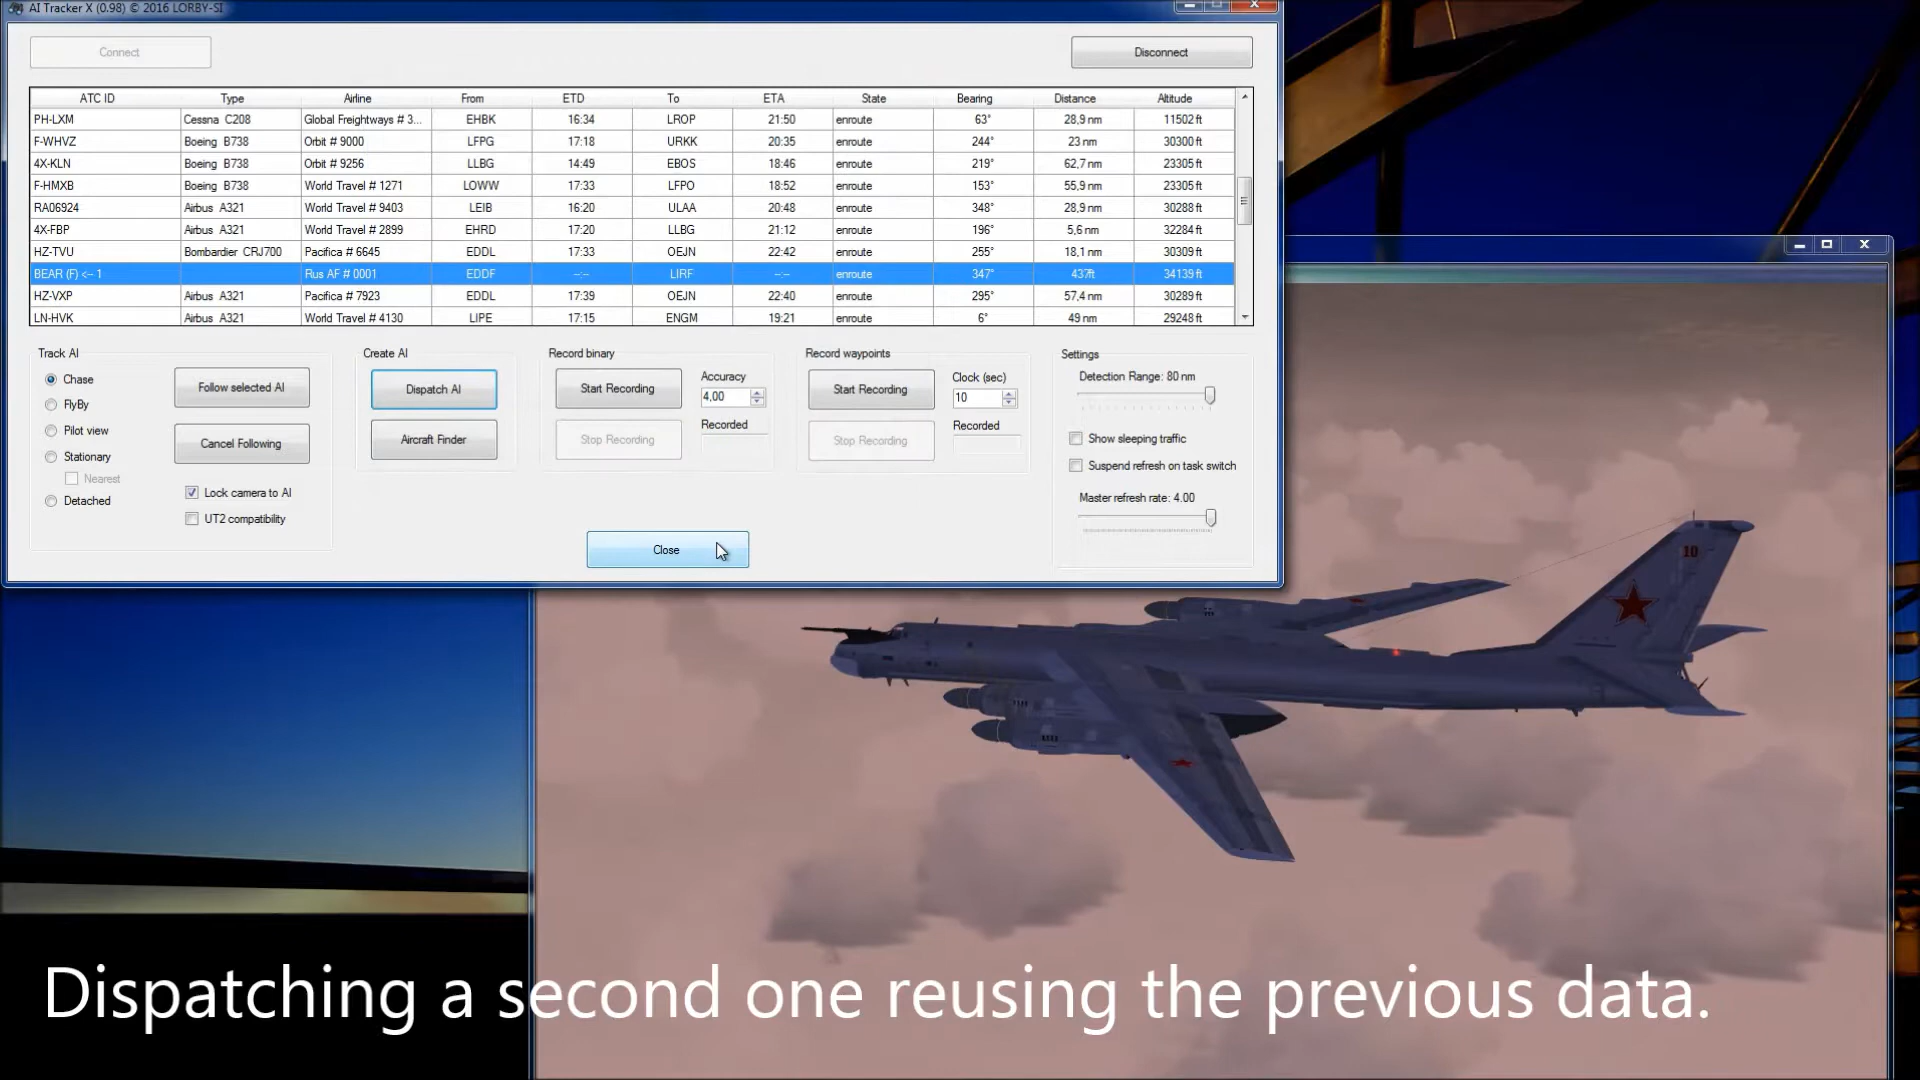 AI Tracker X (0.98) © 2016 LORBY-SI
Connect
Disconnect
ATC ID Type Airline From ETD To ETA State Bearing Distance Altitude
PH-LXM Cessna C208 Global Freightways # 3... EHBK 16:34 LROP 21:50 enroute 63° 28,9 nm 11502 ft
F-WHVZ Boeing B738 Orbit # 9000 LFPG 17:18 URKK 20:35 enroute 244° 23 nm 30300 ft
4X-KLN Boeing B738 Orbit # 9256 LLBG 14:49 EBOS 18:46 enroute 219° 62,7 nm 23305 ft
F-HMXB Boeing B738 World Travel # 1271 LOWW 17:33 LFPO 18:52 enroute 153° 55,9 nm 23305 ft
RA06924 Airbus A321 World Travel # 9403 LEIB 16:20 ULAA 20:48 enroute 348° 28,9 nm 30288 ft
4X-FBP Airbus A321 World Travel # 2899 EHRD 17:20 LLBG 21:12 enroute 196° 5,6 nm 32284 ft
HZ-TVU Bombardier CRJ700 Pacifica # 6645 EDDL 17:33 OEJN 22:42 enroute 255° 18,1 nm 30309 ft
BEAR (F) <-- 1 Rus AF # 0001 EDDF --:-- LIRF --:-- enroute 347° 437ft 34139 ft
HZ-VXP Airbus A321 Pacifica # 7923 EDDL 17:39 OEJN 22:40 enroute 295° 57,4 nm 30289 ft
LN-HVK Airbus A321 World Travel # 4130 LIPE 17:15 ENGM 19:21 enroute 6° 49 nm 29248 ft
Track AI
Chase
FlyBy
Pilot view
Stationary
Nearest
Detached
Follow selected AI
Cancel Following
Lock camera to AI
UT2 compatibility
Create AI
Dispatch AI
Aircraft Finder
Record binary
Start Recording
Stop Recording
Accuracy
4,00
Recorded
Record waypoints
Start Recording
Stop Recording
Clock (sec)
10
Recorded
Settings
Detection Range: 80 nm
Show sleeping traffic
Suspend refresh on task switch
Master refresh rate: 4.00
Close
10
Dispatching a second one reusing the previous data.